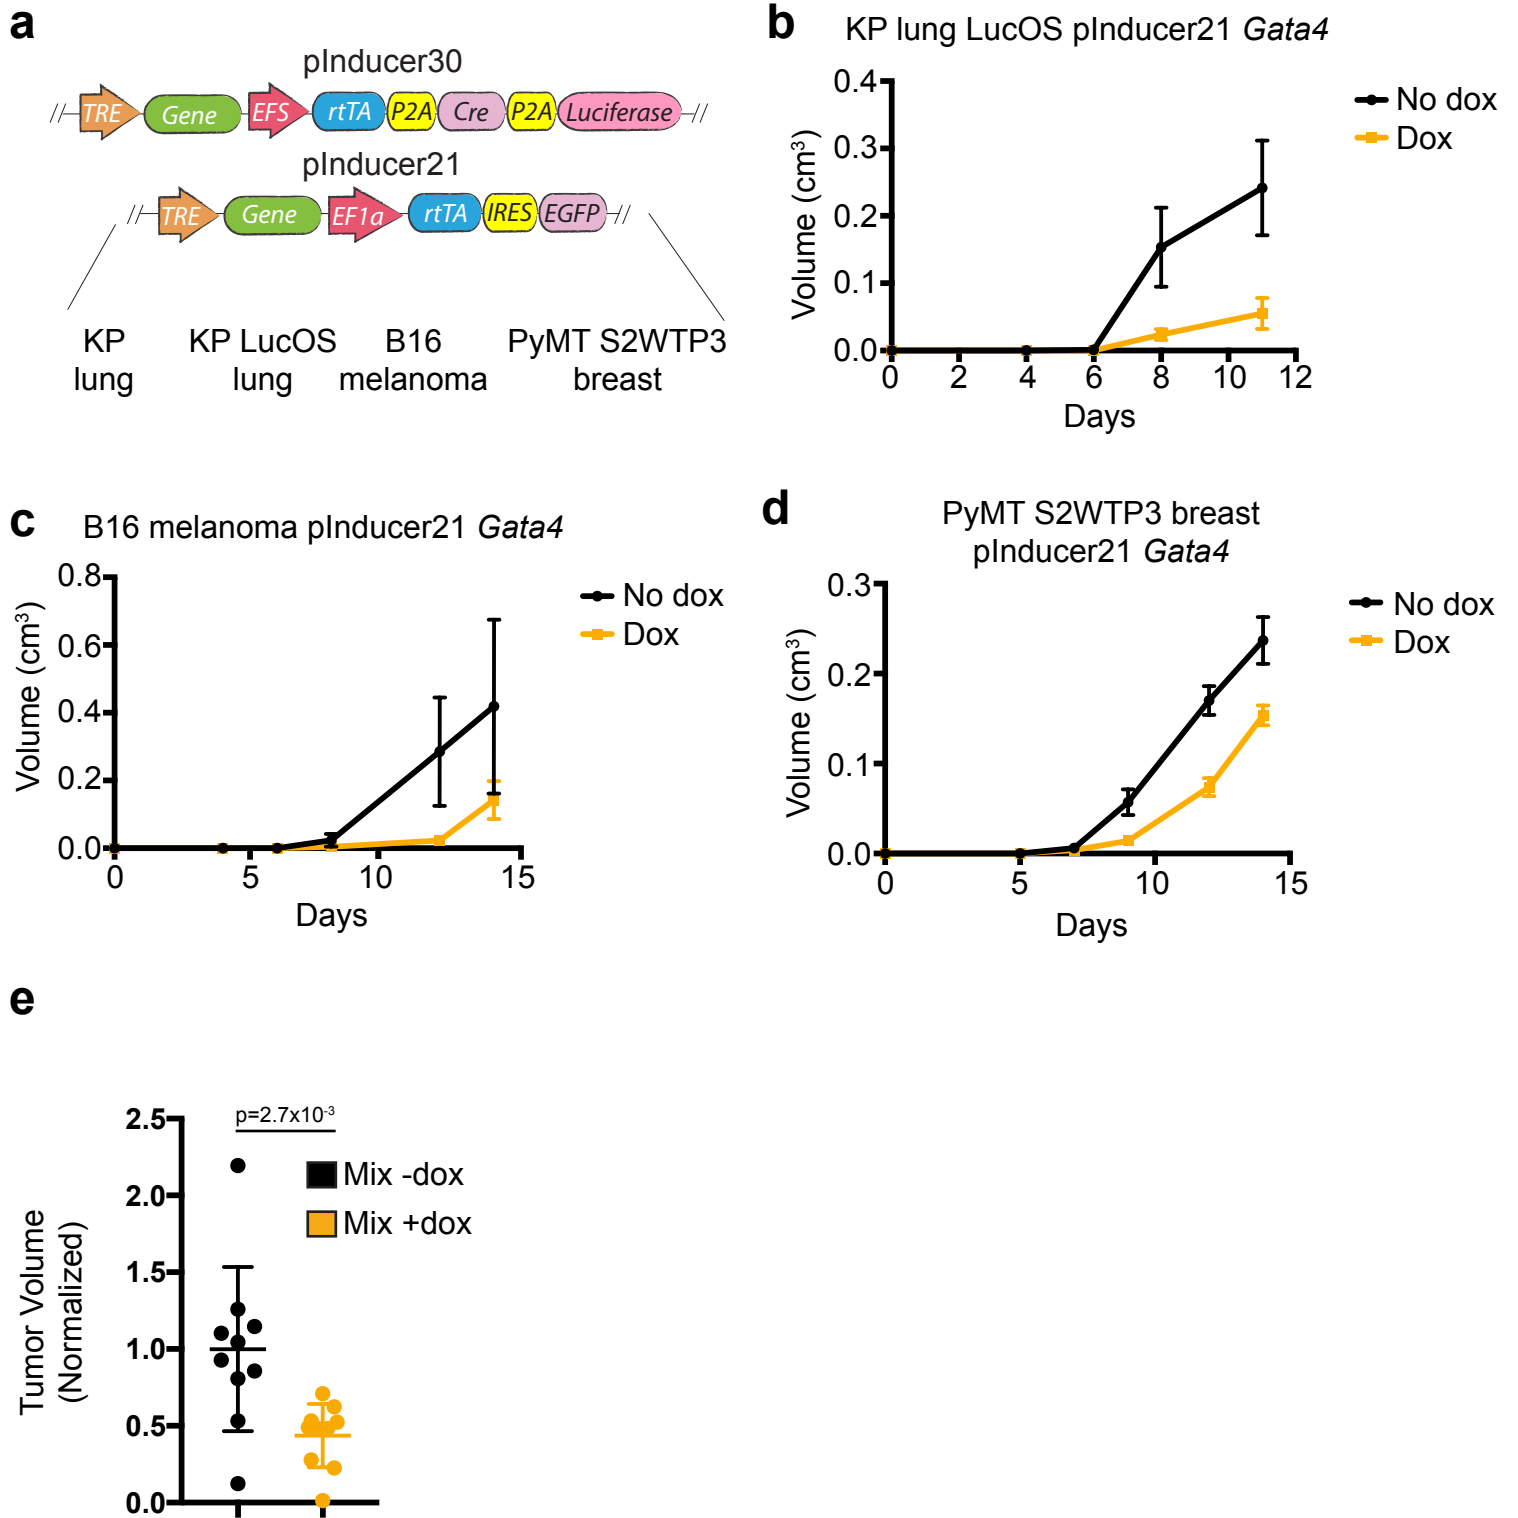 a
pInducer30
TRE Gene EFS rtTA P2A Cre P2A Luciferase
pInducer21
TRE Gene EF1a rtTA IRES EGFP
KP lung
KP LucOS lung
B16 melanoma
PyMT S2WTP3 breast
b
KP lung LucOS pInducer21 Gata4
0.4
0.3
0.2
0.1
0.0
Volume (cm³)
0 2 4 6 8 10 12
Days
No dox
Dox
c
B16 melanoma pInducer21 Gata4
0.8
0.6
0.4
0.2
0.0
Volume (cm³)
0 5 10 15
Days
No dox
Dox
d
PyMT S2WTP3 breast
pInducer21 Gata4
0.3
0.2
0.1
0.0
Volume (cm³)
0 5 10 15
Days
No dox
Dox
e
p=2.7x10⁻³
2.5
2.0
1.5
1.0
0.5
0.0
Tumor Volume
(Normalized)
Mix -dox
Mix +dox